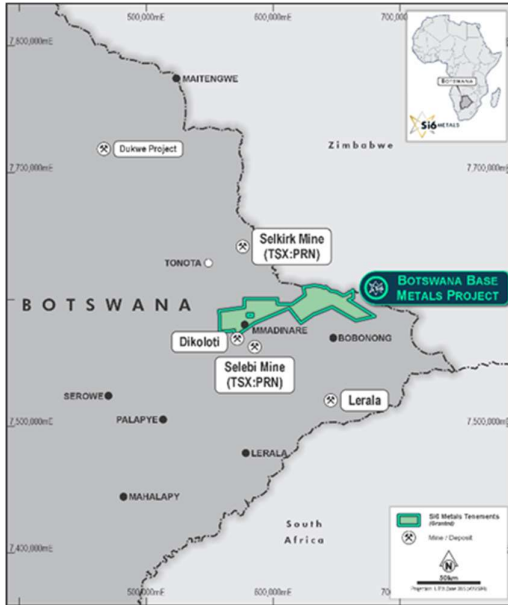 500,000mE
600,000mE
700,000mE
7,800,000mN
MAITENGWE
BOTSWANA
Si6
METALS
Dukwe Project
Zimbabwe
7,700,000mN
7,700,000mN
Selkirk Mine
(TSX:PRN)
TONOTA
BOTSWANA
BOTSWANA BASE
METALS PROJECT
MMADINARE
BOBONONG
Dikoloti
Selebi Mine
(TSX:PRN)
SEROWE
Lerala
PALAPYE
7,500,000mN
7,500,000mN
LERALA
MAHALAPY
South
Africa
Si6 Metals Tenements
(Granted)
Mine / Deposit
N
50km
7,400,000mN
500,000mE
600,000mE